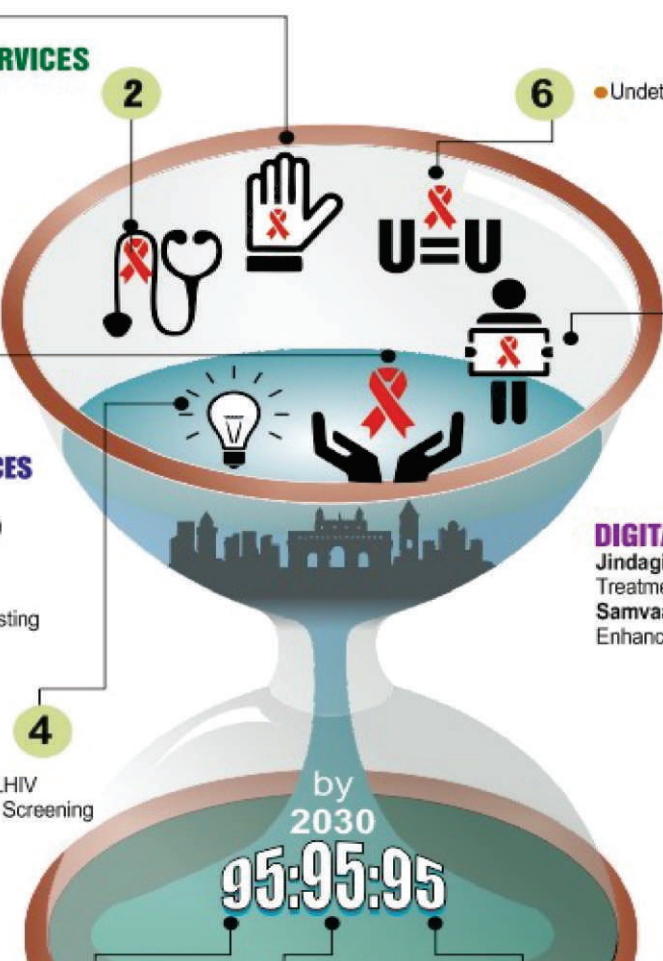 RVICES
2
6
Undet
U=U
CES
)
sting
DIGITA
Jindagi
Treatme
Samvaa
Enhanc
4
LHIV
Screening
by
2030
95:95:95